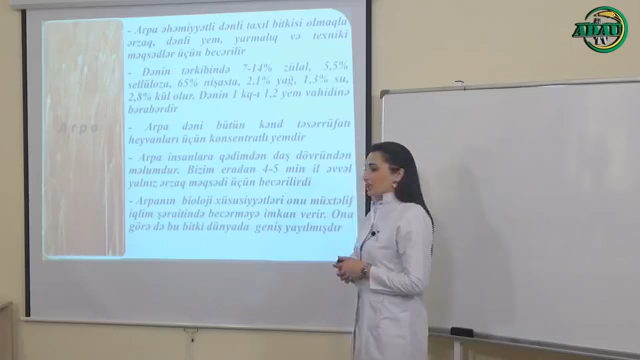 ADAU
- Arpa əhəmiyyətli dənli taxıl bitkisi olmaqla
ərzaq, dənli yem, yarmalıq və texniki
məqsədlər üçün becərilir
- Dənin tərkibində 7-14% zülal, 5,5%
sellüloza, 65% nişasta, 2,1% yağ, 1,3% su,
2,8% kül olur. Dənin 1 kq-ı 1,2 yem vahidinə
bərabərdir
Arpa
- Arpa dəni bütün kənd təsərrüfatı
heyvanları üçün konsentratlı yemdir
- Arpa insanlara qədimdən daş dövründən
məlumdur. Bizim eradan 4-5 min il əvvəl
yalnız ərzaq məqsədi üçün becərilirdi
- Arpanın bioloji xüsusiyyətləri onu müxtəlif
iqlim şəraitində becərməyə imkan verir. Ona
görə də bu bitki dünyada geniş yayılmışdır